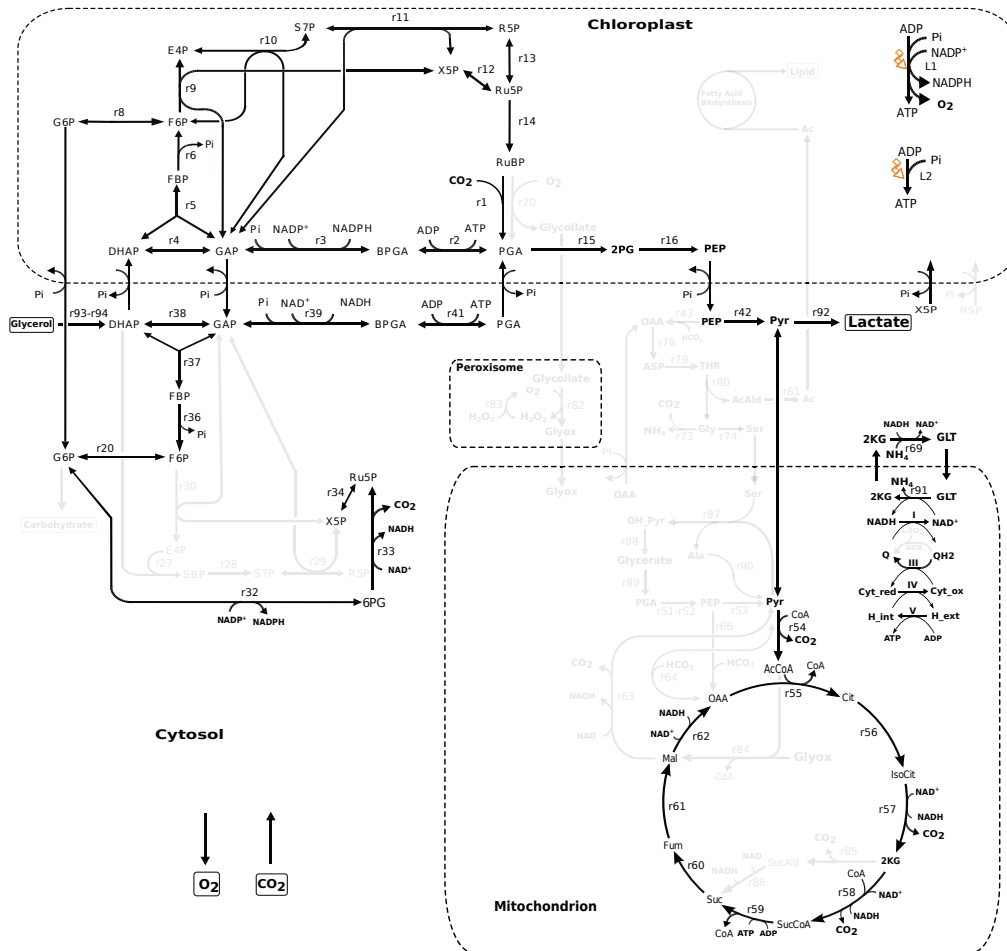 Chloroplast
S7P
r11
R5P
ADP
Pi
NADP⁺
L1
NADPH
O₂
ATP
E4P
r10
r13
r9
X5P
r12
Ru5P
Lipid
Fatty Acid
Biosynthesis
G6P
r8
F6P
r14
Ac
r6
Pi
FBP
RuBP
ADP
Pi
L2
ATP
CO₂
O₂
r5
r1
r70
Glycollate
Pi
NADP⁺
NADPH
ADP
ATP
DHAP
r4
GAP
r3
BPGA
r2
PGA
r15
2PG
r16
PEP
Pi
Pi
Pi
Pi
Pi
Pi
Pi
X5P
R5P
Pi
NAD⁺
NADH
ADP
ATP
Glycerol
r93-r94
DHAP
r38
GAP
r39
BPGA
r41
PGA
OAA
r43
HCO₃
PEP
r42
Pyr
r92
Lactate
r78
r37
Peroxisome
ASP
r79
THR
FBP
Glycollate
O₂
r80
r81
AcAld
Ac
r83
r82
CO₂
H₂O₂
H₂O₂
r36
Pi
Glyox
NH₄
r73
Gly
r74
Ser
NADH
NAD⁺
2KG
r69
GLT
NH₄
G6P
r20
F6P
Pi
r30
Ru5P
r34
CO₂
Glyox
OAA
Ser
NH₄
r91
2KG
GLT
Carbohydrate
X5P
NADH
OH_Pyr
r87
NADH
I
NAD⁺
E4P
r33
r88
Ala
AOX
r27
SBP
r28
S7P
r29
R5P
NAD⁺
Glycerate
r90
Q
III
QH2
r89
r32
6PG
PGA
r51-r52
PEP
r53
Pyr
Cyt_red
IV
Cyt_ox
NADP⁺
NADPH
CoA
r54
CO₂
r66
H_int
V
H_ext
ATP
ADP
CO₂
HCO₃
HCO₃
AcCoA
CoA
r64
NADH
r63
OAA
r55
Cit
NADH
NAD⁺
r62
r56
Cytosol
NAD
Mal
r84
Glyox
CoA
IsoCit
NAD⁺
r57
NADH
CO₂
r61
Fum
CO₂
r85
NAD
SucAld
2KG
r60
NADH
r86
CoA
r58
NAD⁺
O₂
CO₂
Suc
NADH
Mitochondrion
r59
SucCoA
CO₂
CoA
ATP
ADP